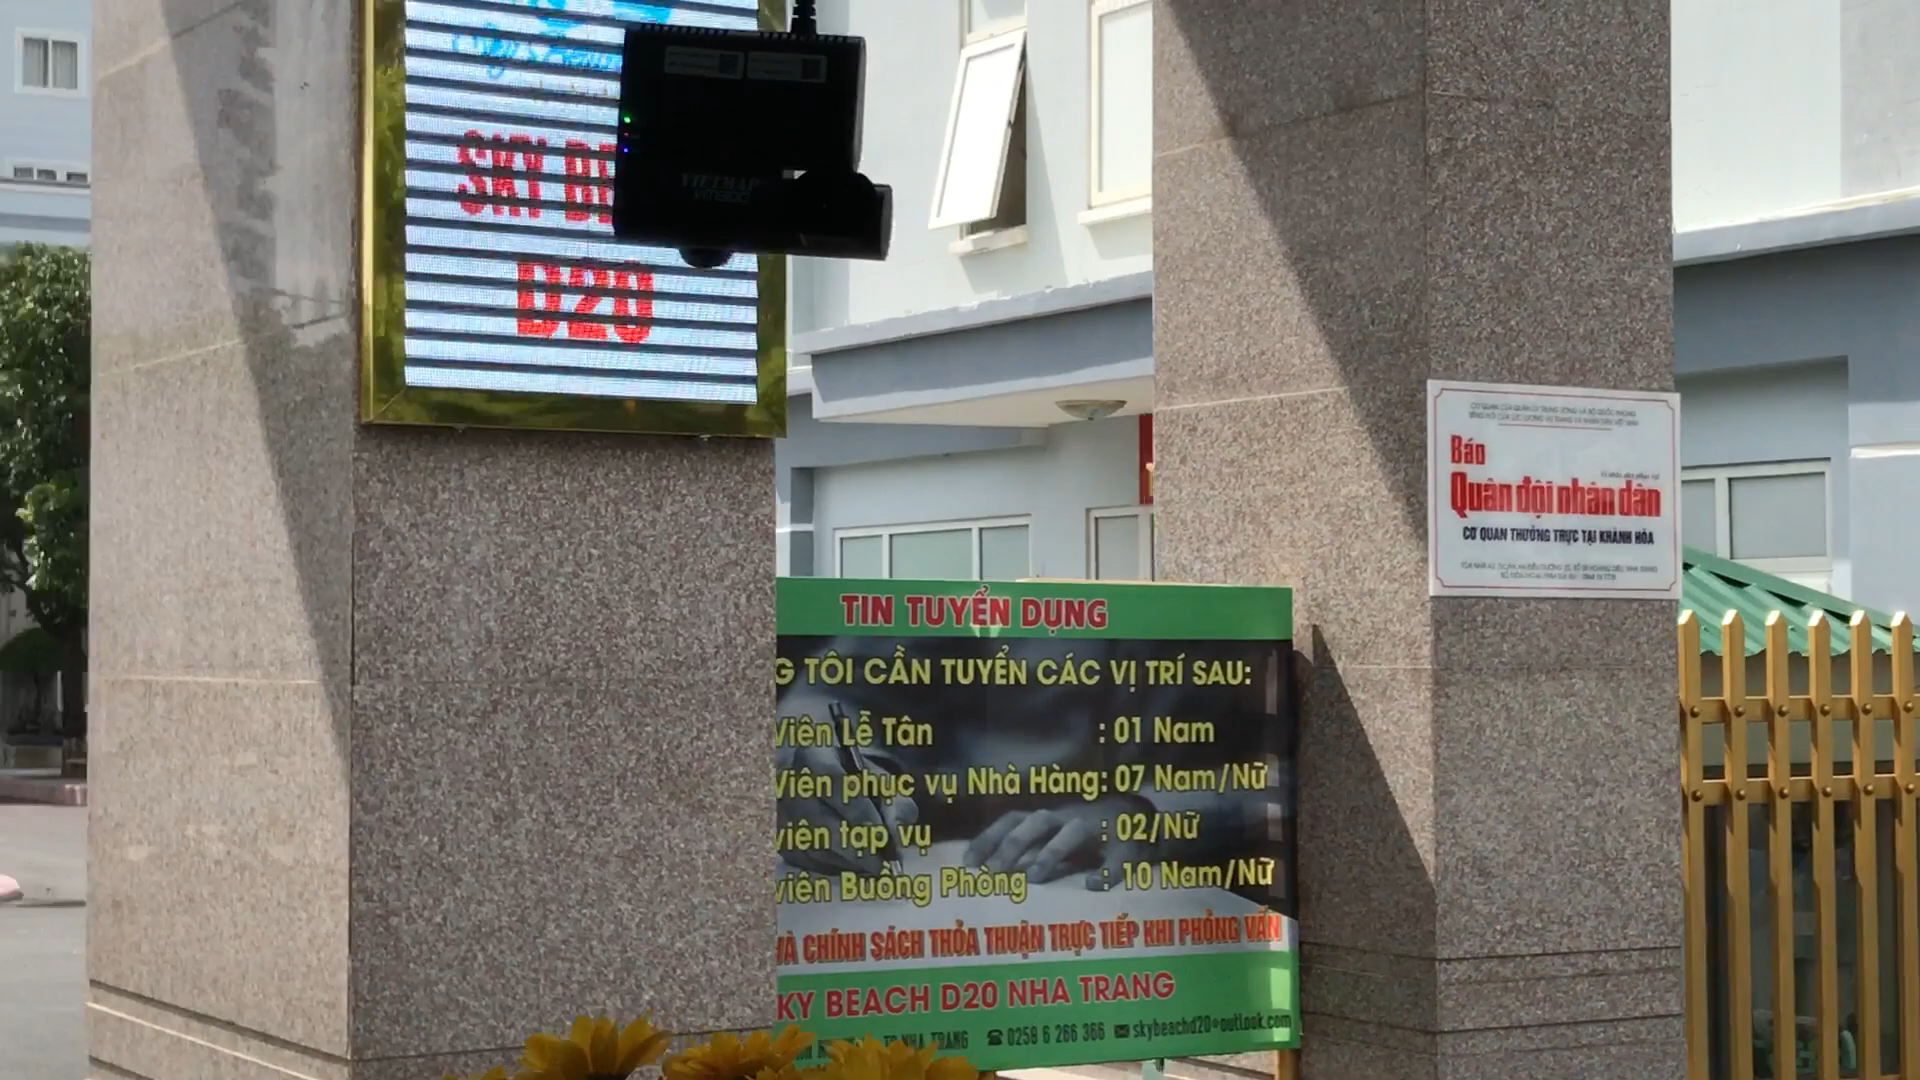 SKY
D20
VIETMAP
Báo
Quân đội nhân dân
CƠ QUAN THƯỜNG TRỰC TẠI KHÁNH HÒA
TIN TUYỂN DỤNG
TÔI CẦN TUYỂN CÁC VỊ TRÍ SAU:
Viên Lễ Tân : 01 Nam
Viên phục vụ Nhà Hàng: 07 Nam/Nữ
viên tạp vụ : 02/Nữ
viên Buồng Phòng : 10 Nam/Nữ
VÀ CHÍNH SÁCH THỎA THUẬN TRỰC TIẾP KHI PHỎNG VẤN
KY BEACH D20 NHA TRANG
NHA TRANG ☎ 0258 6 266 366 ✉ skybeachd20@outlook.com